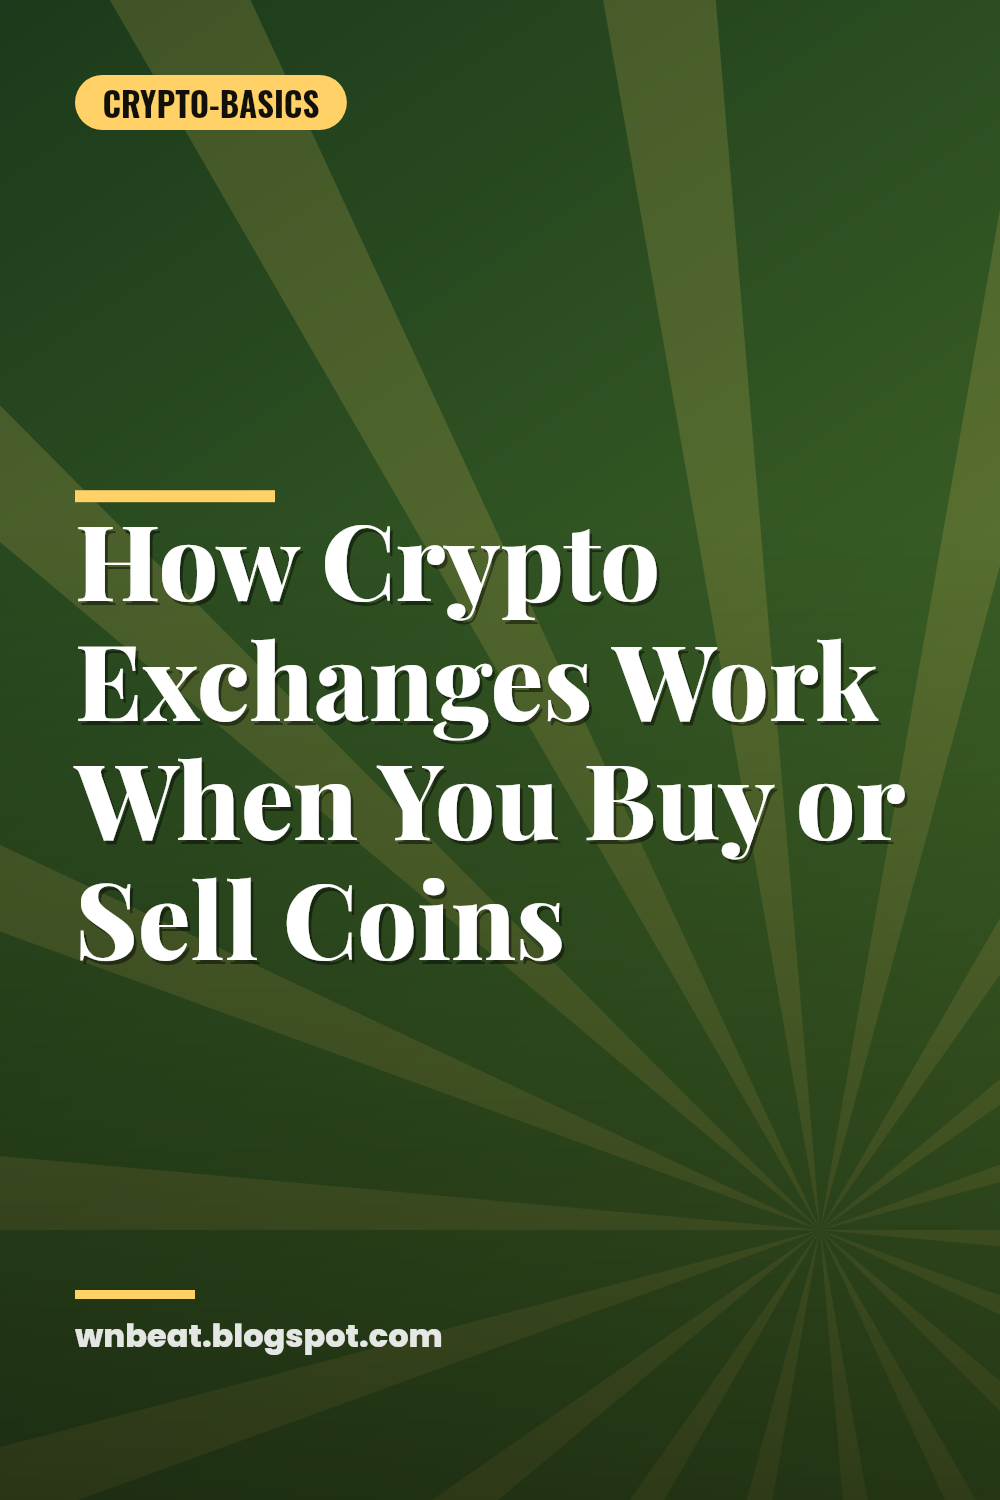 CRYPTO-BASICS
How Crypto
Exchanges Work
When You Buy or
Sell Coins
wnbeat.blogspot.com